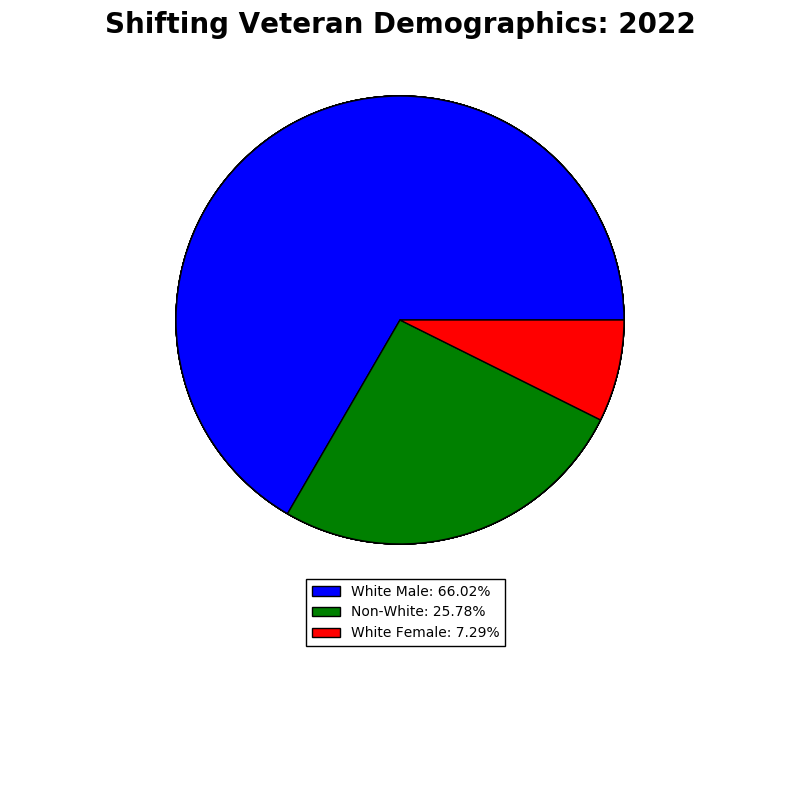 Shifting Veteran Demographics: 2022
White Male: 66.02%
Non-White: 25.78%
White Female: 7.29%